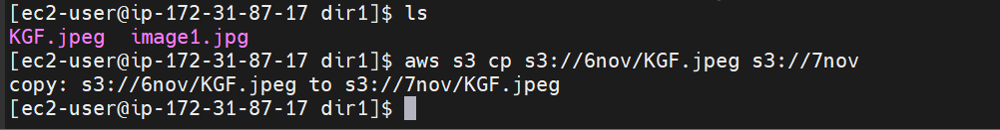 [ec2-user@ip-172-31-87-17 dir1]$ ls
KGF.jpeg  image1.jpg
[ec2-user@ip-172-31-87-17 dir1]$ aws s3 cp s3://6nov/KGF.jpeg s3://7nov
copy: s3://6nov/KGF.jpeg to s3://7nov/KGF.jpeg
[ec2-user@ip-172-31-87-17 dir1]$